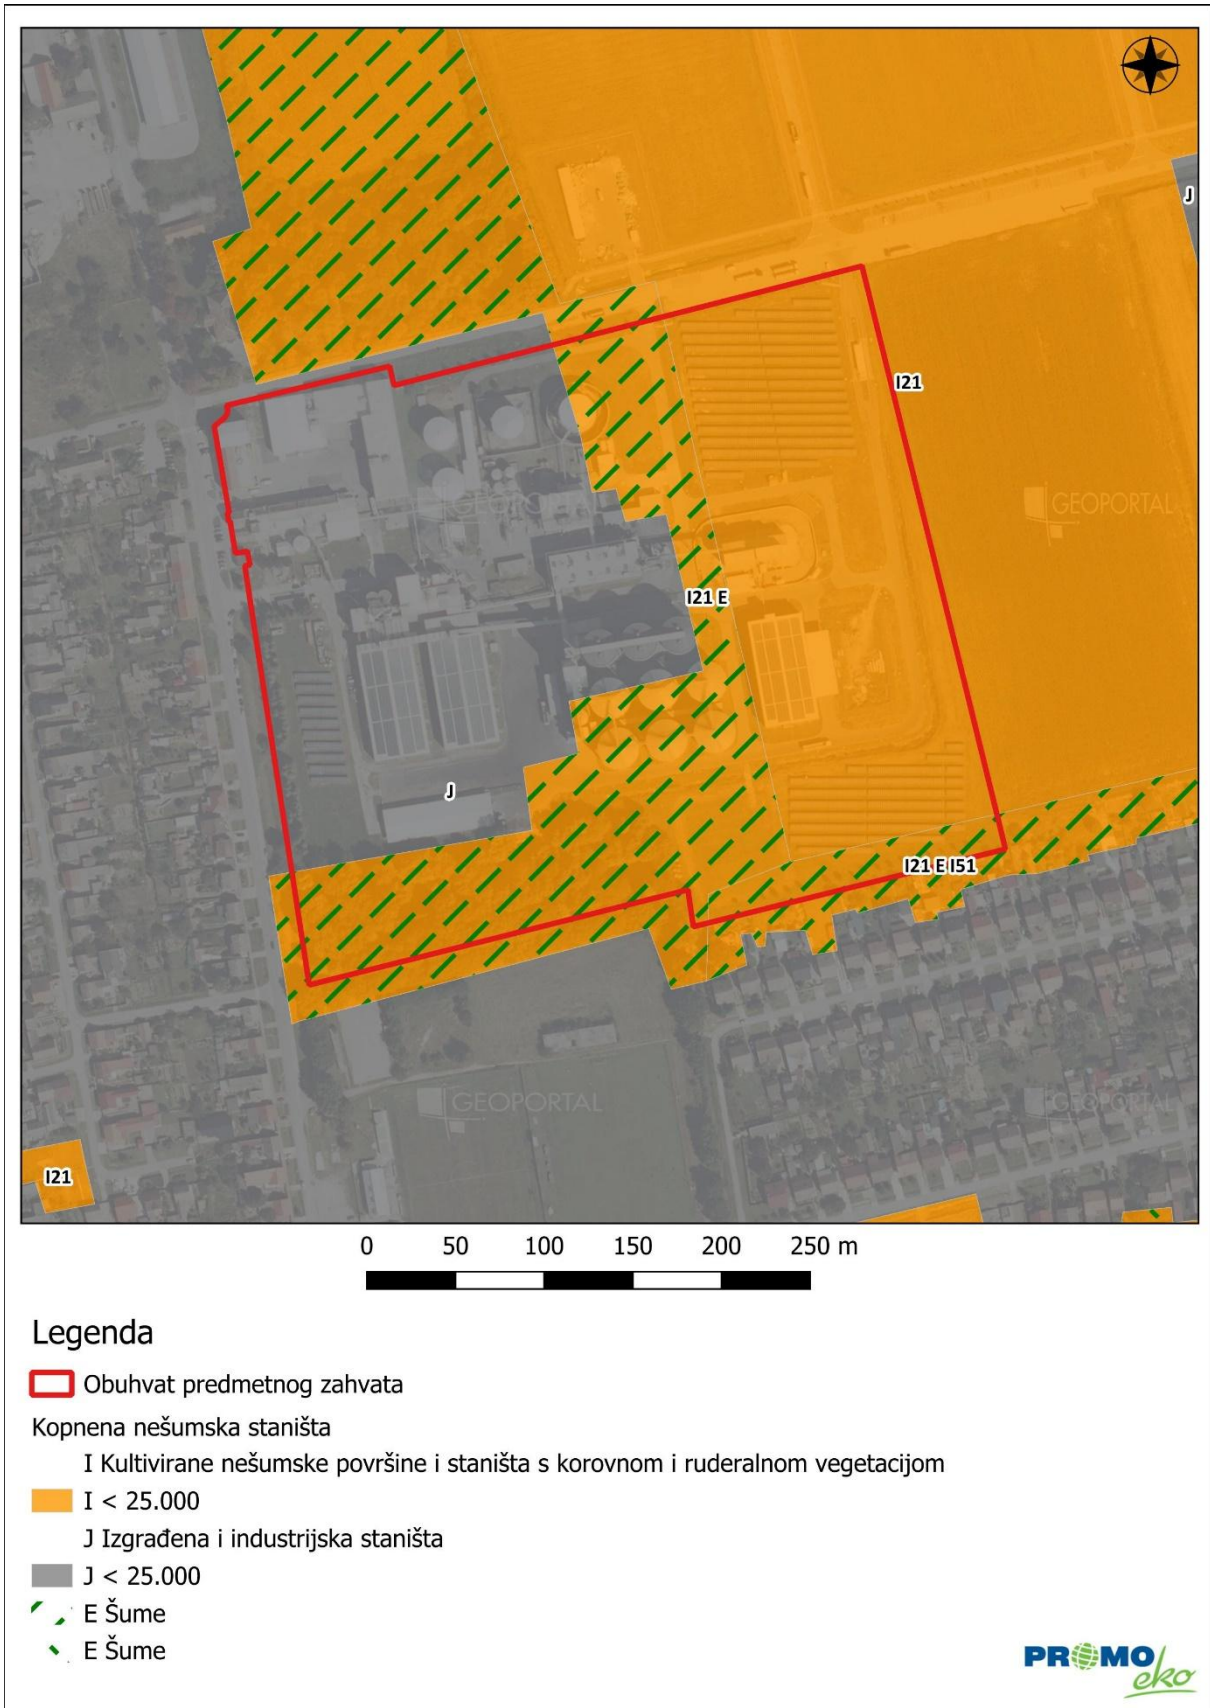 J
I21
GEOPORTAL
GEOPORTAL
I21 E
J
I21 E I51
GEOPORTAL
GEOPORTAL
I21
0 50 100 150 200 250 m
Legenda
Obuhvat predmetnog zahvata
Kopnena nešumska staništa
I Kultivirane nešumske površine i staništa s korovnom i ruderalnom vegetacijom
I < 25.000
J Izgrađena i industrijska staništa
J < 25.000
E Šume
E Šume
PROMO
eko